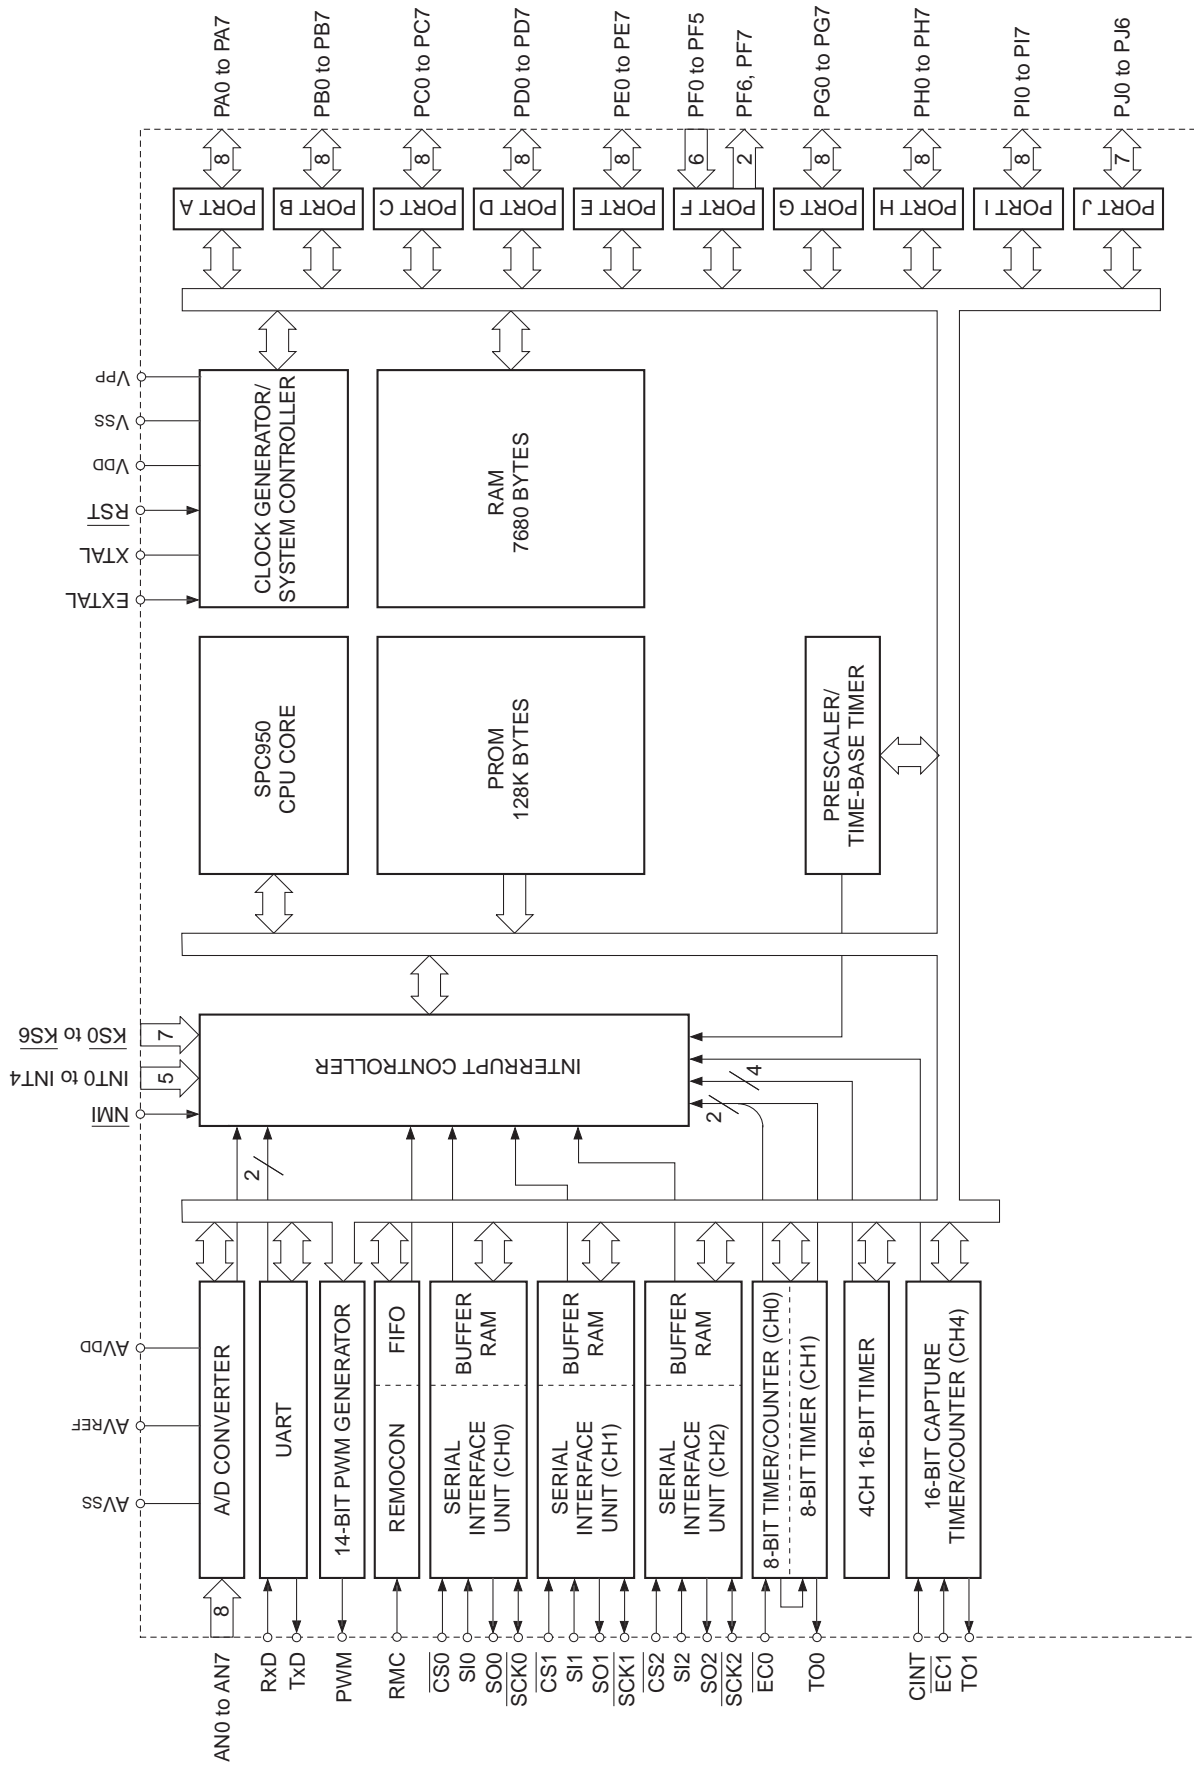 AN0 to AN7
RxD
TxD
PWM
RMC
CS0
SI0
SO0
SCK0
CS1
SI1
SO1
SCK1
CS2
SI2
SO2
SCK2
EC0
TO0
CINT
EC1
TO1
8
AVSS
AVREF
AVDD
A/D CONVERTER
UART
14-BIT PWM GENERATOR
REMOCON
FIFO
SERIAL
INTERFACE
UNIT (CH0)
BUFFER
RAM
SERIAL
INTERFACE
UNIT (CH1)
BUFFER
RAM
SERIAL
INTERFACE
UNIT (CH2)
BUFFER
RAM
8-BIT TIMER/COUNTER (CH0)
8-BIT TIMER (CH1)
4CH 16-BIT TIMER
16-BIT CAPTURE
TIMER/COUNTER (CH4)
2
2
4
NMI
INT0 to INT4
5
KS0 to KS6
7
INTERRUPT CONTROLLER
SPC950
CPU CORE
PROM
128K BYTES
PRESCALER/
TIME-BASE TIMER
EXTAL
XTAL
RST
VDD
VSS
VPP
CLOCK GENERATOR/
SYSTEM CONTROLLER
RAM
7680 BYTES
PORT A
8
PA0 to PA7
PORT B
8
PB0 to PB7
PORT C
8
PC0 to PC7
PORT D
8
PD0 to PD7
PORT E
8
PE0 to PE7
PORT F
6
PF0 to PF5
2
PF6, PF7
PORT G
8
PG0 to PG7
PORT H
8
PH0 to PH7
PORT I
8
PI0 to PI7
PORT J
7
PJ0 to PJ6